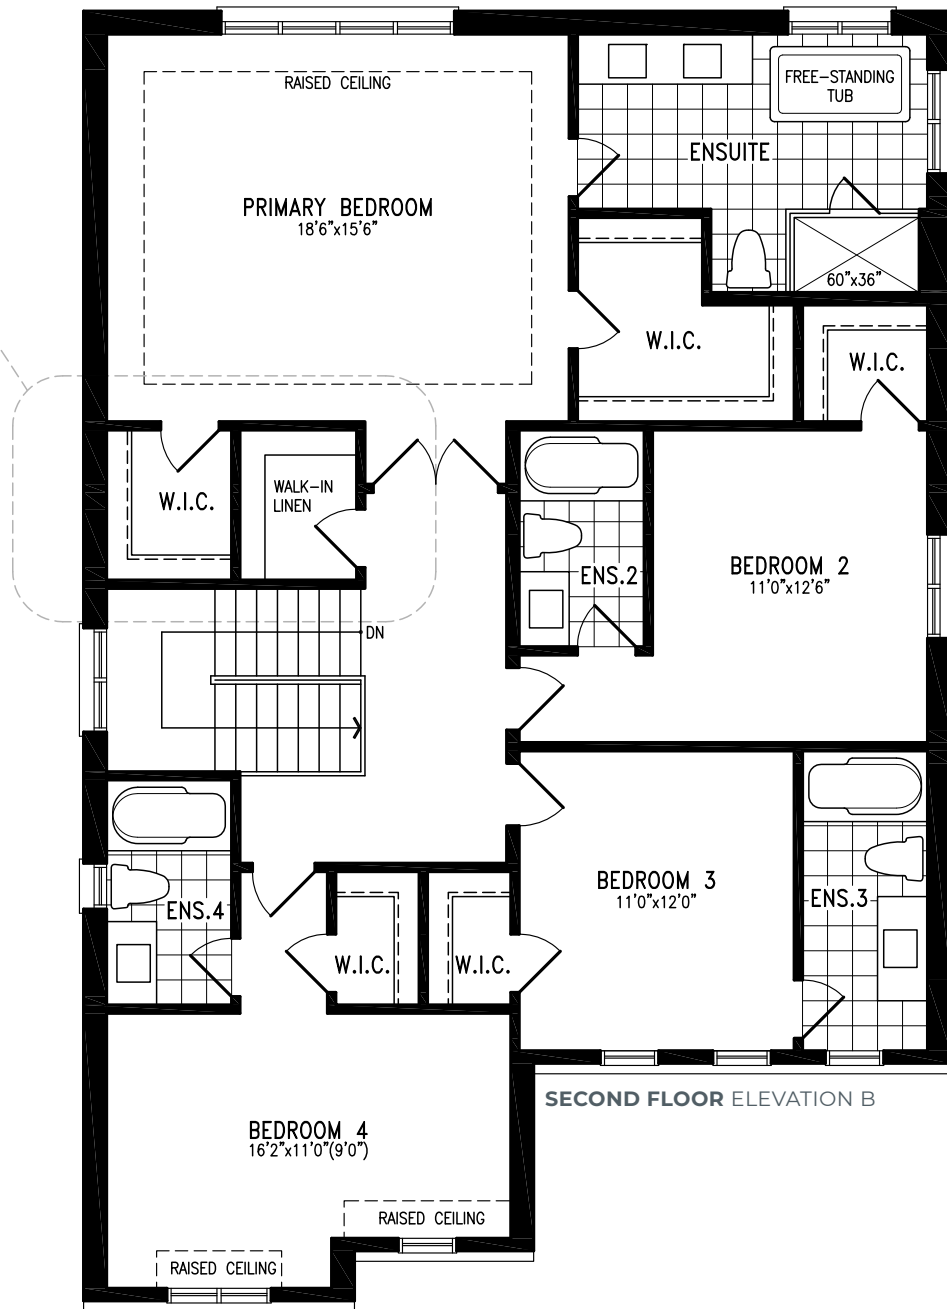 RAISED CEILING
FREE-STANDING
TUB
ENSUITE
PRIMARY BEDROOM
18'6"x15'6"
60"x36"
W.I.C.
W.I.C.
W.I.C.
WALK-IN
LINEN
ENS.2
BEDROOM 2
11'0"x12'6"
DN
BEDROOM 3
11'0"x12'0"
ENS.3
ENS.4
W.I.C.
W.I.C.
SECOND FLOOR ELEVATION B
BEDROOM 4
16'2"x11'0"(9'0")
RAISED CEILING
RAISED CEILING